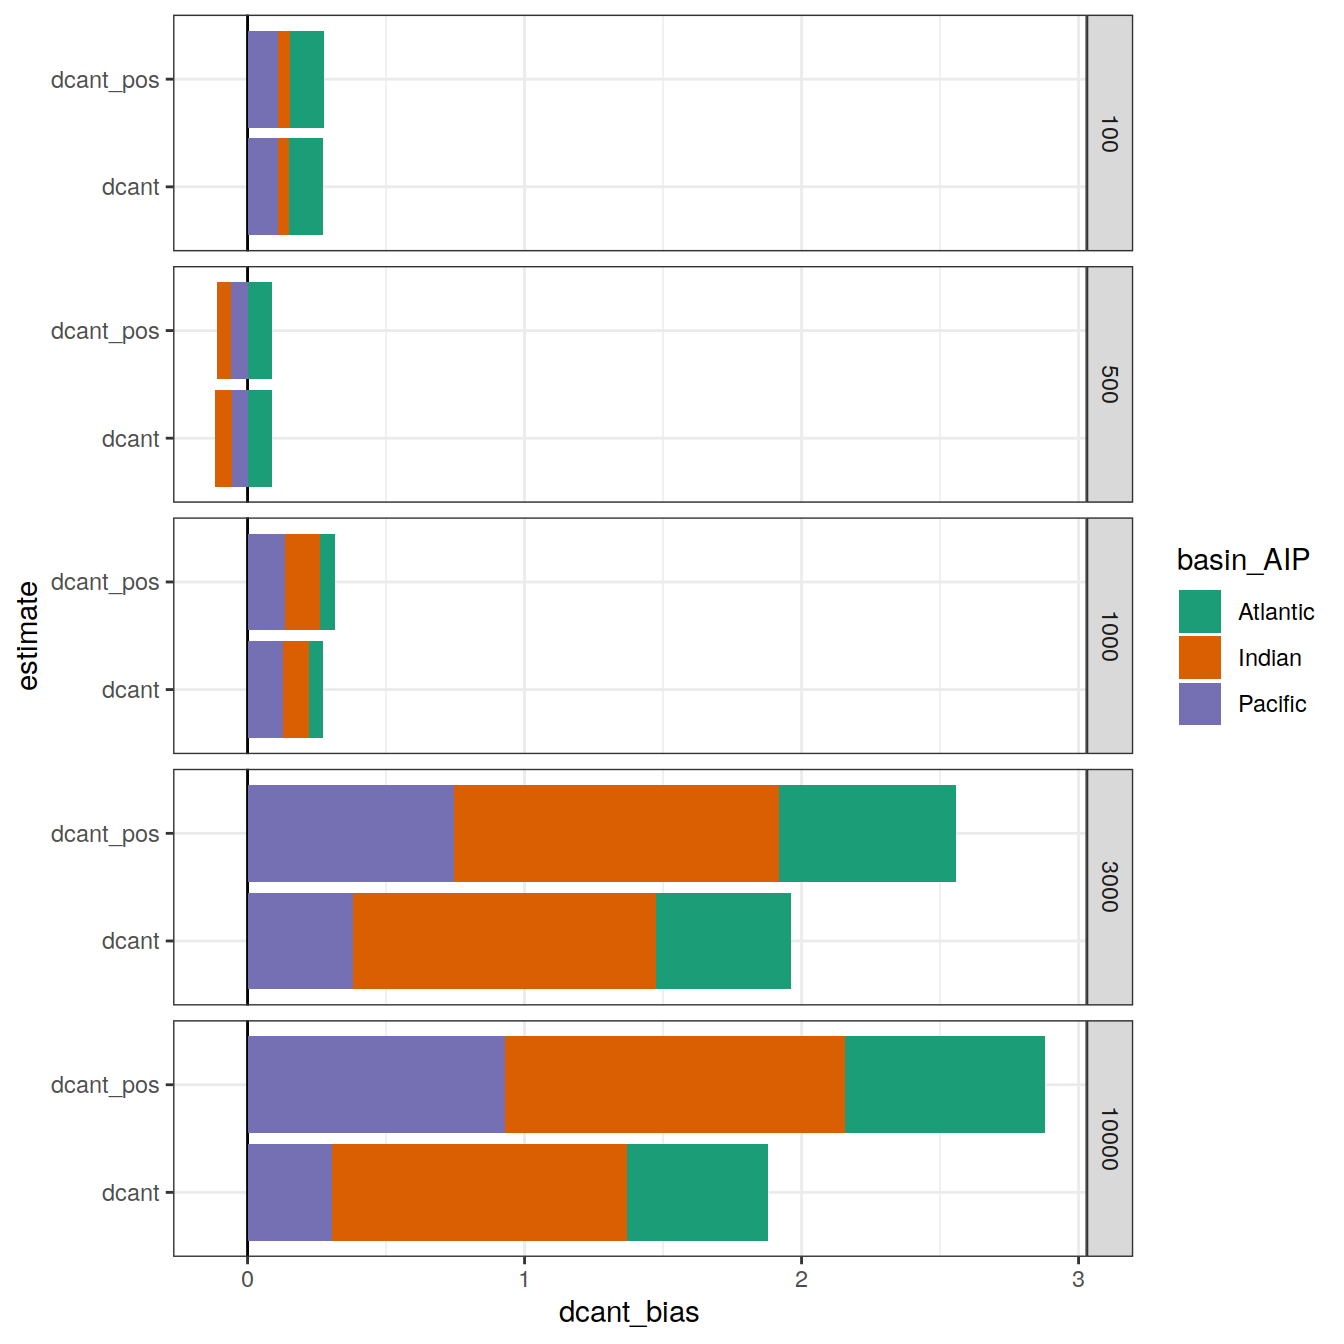 dcant_pos
dcant
100
dcant_pos
dcant
500
dcant_pos
dcant
1000
dcant_pos
dcant
3000
dcant_pos
dcant
10000
estimate
0 1 2 3
dcant_bias
basin_AIP
Atlantic
Indian
Pacific